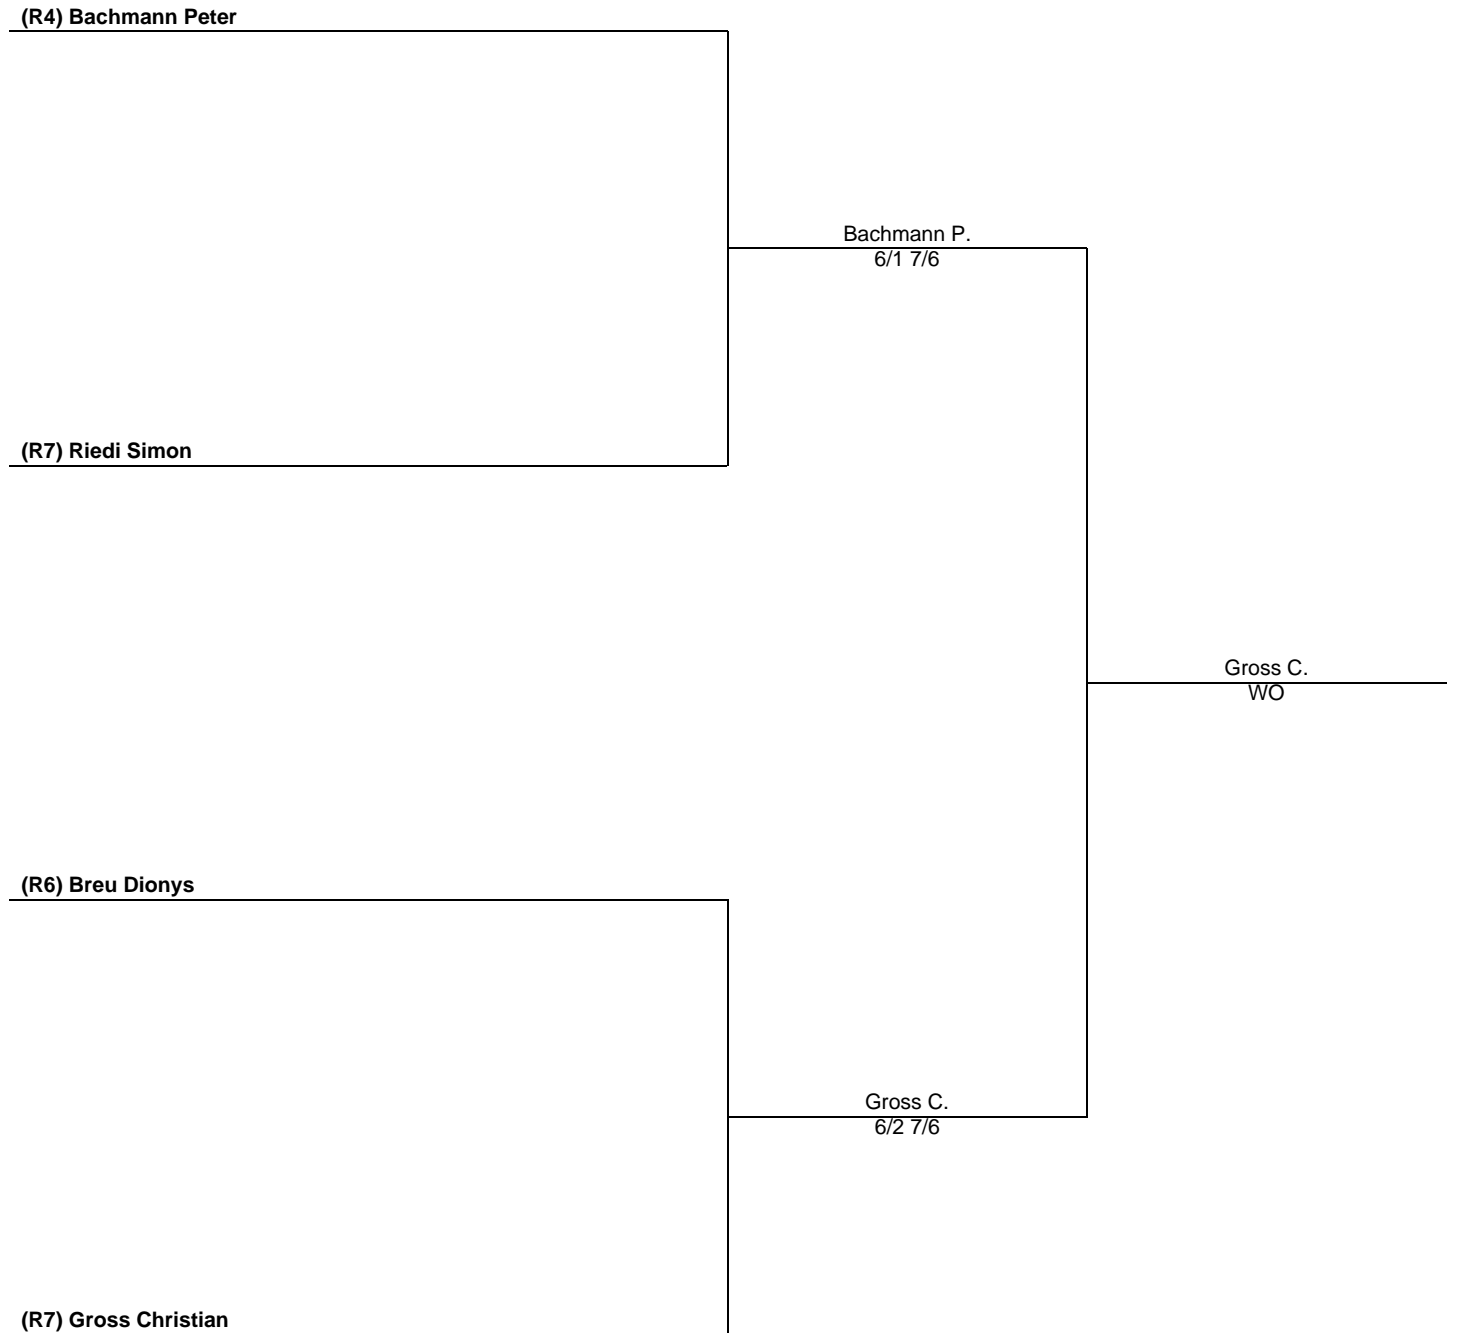 (R4) Bachmann Peter
Bachmann P.
6/1 7/6
(R7) Riedi Simon
Gross C.
WO
(R6) Breu Dionys
Gross C.
6/2 7/6
(R7) Gross Christian